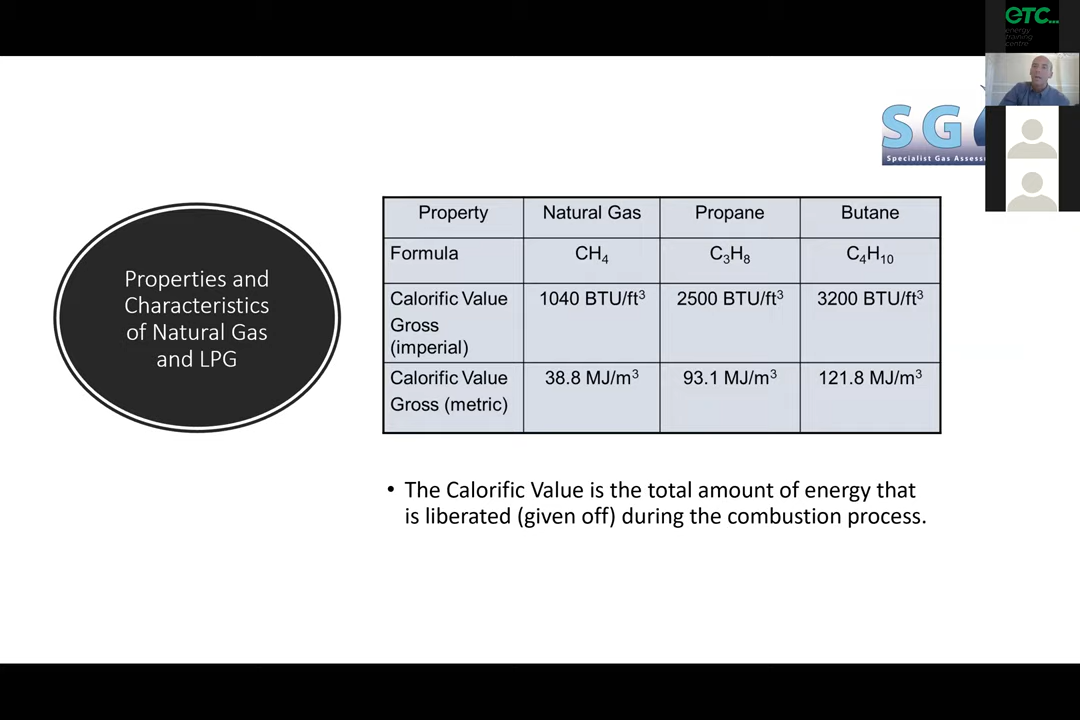 eTC...
energy
training
centre
SG
Specialist Gas Assess
Properties and
Characteristics
of Natural Gas
and LPG
Property Natural Gas Propane Butane
Formula CH₄ C₃H₈ C₄H₁₀
Calorific Value 1040 BTU/ft³ 2500 BTU/ft³ 3200 BTU/ft³
Gross
(imperial)
Calorific Value 38.8 MJ/m³ 93.1 MJ/m³ 121.8 MJ/m³
Gross (metric)
• The Calorific Value is the total amount of energy that
is liberated (given off) during the combustion process.